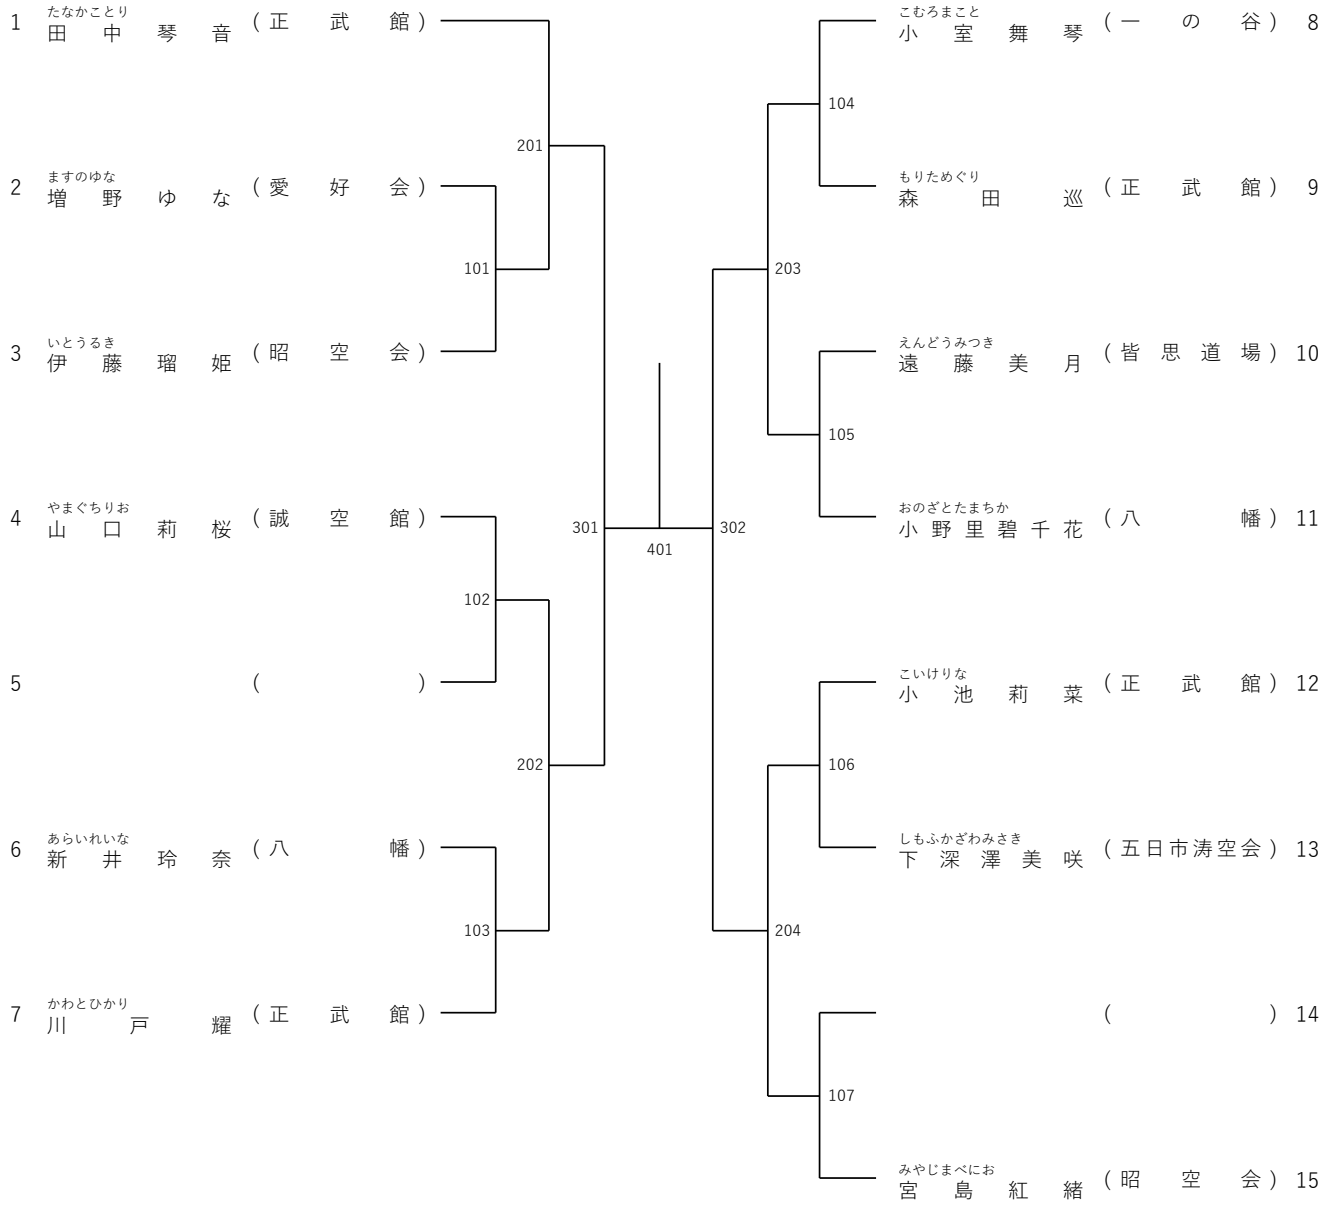 たなかことり
1 田中琴音 (正武館)
ますのゆな
2 増野ゆな (愛好会)
いとうるき
3 伊藤瑠姫 (昭空会)
やまぐちりお
4 山口莉桜 (誠空館)
5 ( )
あらいれいな
6 新井玲奈 (八幡)
かわとひかり
7 川戸耀 (正武館)
201
101
102
202
103
301
401
302
104
203
105
106
204
107
こむろまこと
小室舞琴 (一の谷) 8
もりためぐり
森田巡 (正武館) 9
えんどうみつき
遠藤美月 (皆思道場) 10
おのざとたまちか
小野里碧千花 (八幡) 11
こいけりな
小池莉菜 (正武館) 12
しもふかざわみさき
下深澤美咲 (五日市涛空会) 13
( ) 14
みやじまべにお
宮島紅緒 (昭空会) 15